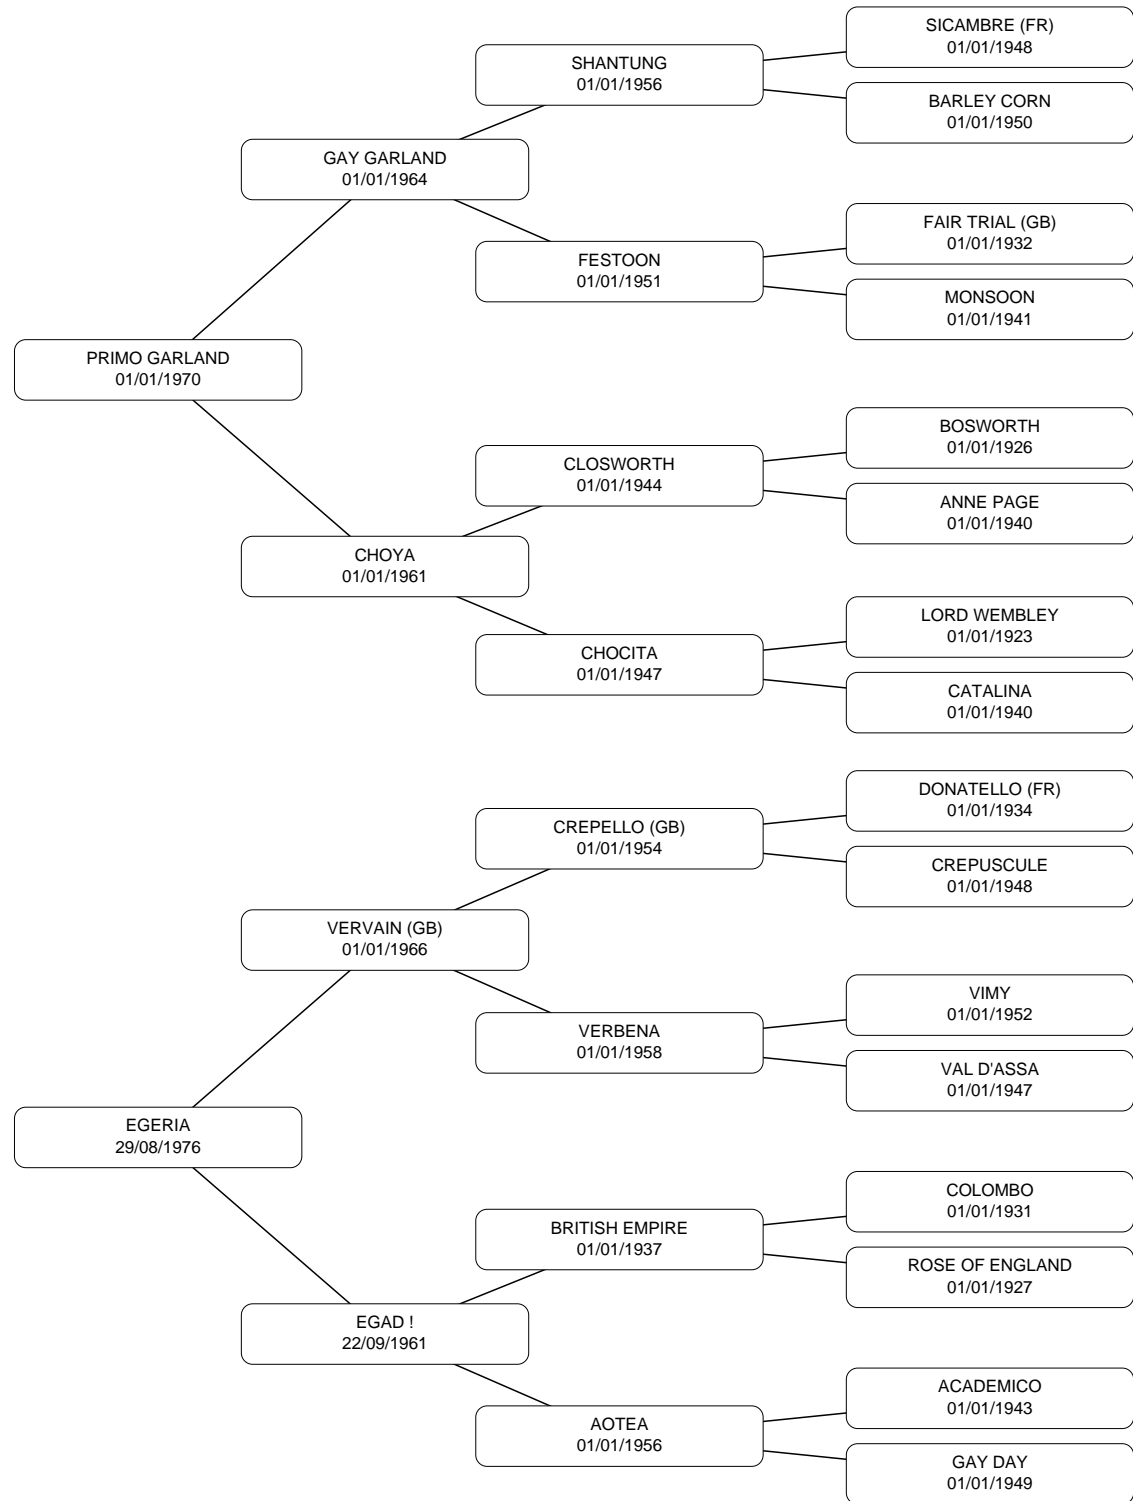 SICAMBRE (FR)
01/01/1948
SHANTUNG
01/01/1956
BARLEY CORN
01/01/1950
GAY GARLAND
01/01/1964
FAIR TRIAL (GB)
01/01/1932
FESTOON
01/01/1951
MONSOON
01/01/1941
PRIMO GARLAND
01/01/1970
BOSWORTH
01/01/1926
CLOSWORTH
01/01/1944
ANNE PAGE
01/01/1940
CHOYA
01/01/1961
LORD WEMBLEY
01/01/1923
CHOCITA
01/01/1947
CATALINA
01/01/1940
DONATELLO (FR)
01/01/1934
CREPELLO (GB)
01/01/1954
CREPUSCULE
01/01/1948
VERVAIN (GB)
01/01/1966
VIMY
01/01/1952
VERBENA
01/01/1958
VAL D'ASSA
01/01/1947
EGERIA
29/08/1976
COLOMBO
01/01/1931
BRITISH EMPIRE
01/01/1937
ROSE OF ENGLAND
01/01/1927
EGAD !
22/09/1961
ACADEMICO
01/01/1943
AOTEA
01/01/1956
GAY DAY
01/01/1949